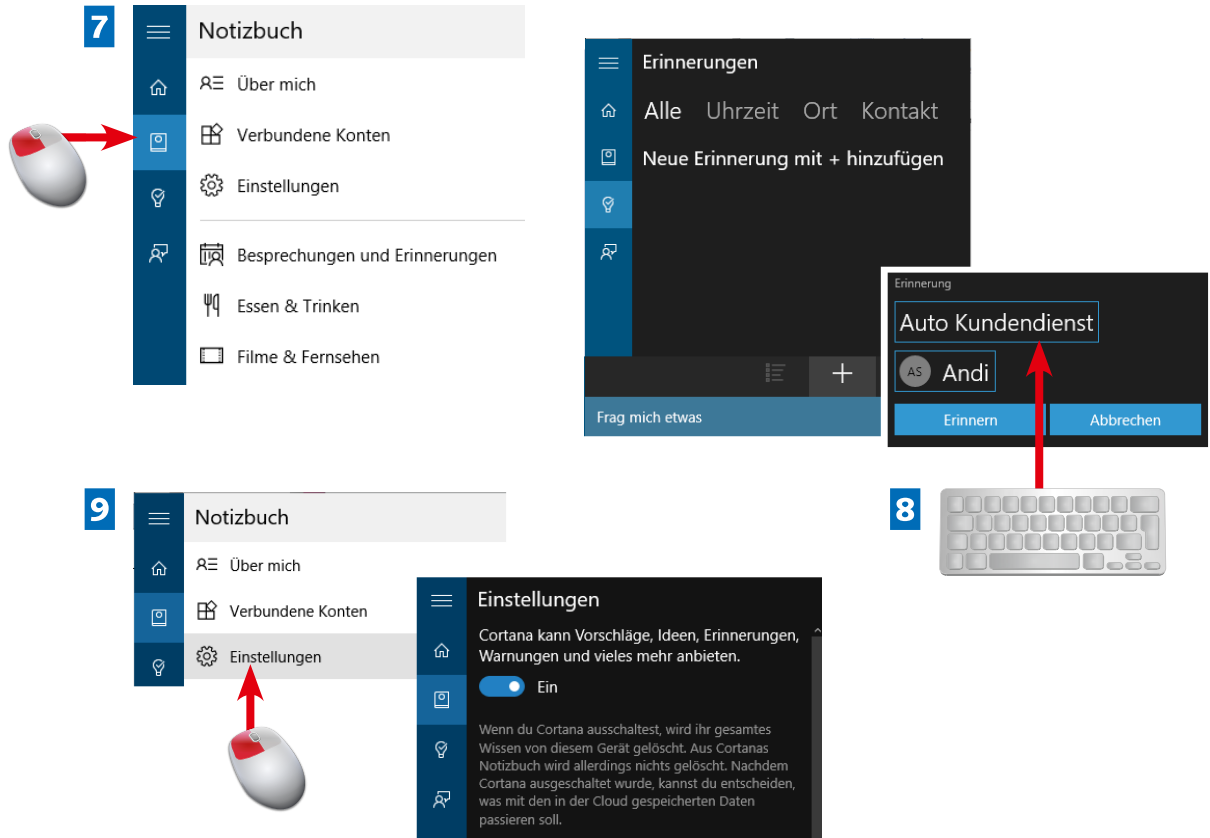 7
Notizbuch
Über mich
Verbundene Konten
Einstellungen
Besprechungen und Erinnerungen
Essen & Trinken
Filme & Fernsehen
Erinnerungen
Alle Uhrzeit Ort Kontakt
Neue Erinnerung mit + hinzufügen
Frag mich etwas
Erinnerung
Auto Kundendienst
AS Andi
Erinnern Abbrechen
8
9
Notizbuch
Über mich
Verbundene Konten
Einstellungen
Einstellungen
Cortana kann Vorschläge, Ideen, Erinnerungen,
Warnungen und vieles mehr anbieten.
Ein
Wenn du Cortana ausschaltest, wird ihr gesamtes
Wissen von diesem Gerät gelöscht. Aus Cortanas
Notizbuch wird allerdings nichts gelöscht. Nachdem
Cortana ausgeschaltet wurde, kannst du entscheiden,
was mit den in der Cloud gespeicherten Daten
passieren soll.